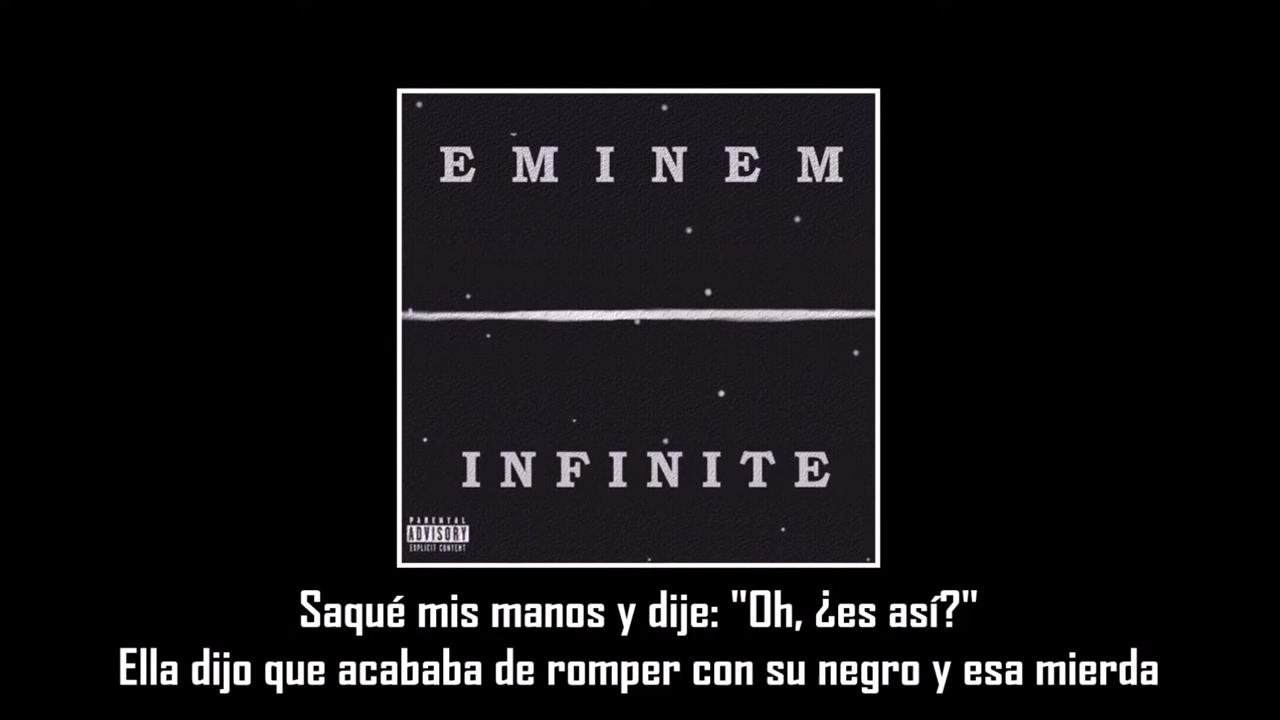 EMINEM
INFINITE
PARENTAL
ADVISORY
EXPLICIT CONTENT
Saqué mis manos y dije: "Oh, ¿es así?"
Ella dijo que acababa de romper con su negro y esa mierda